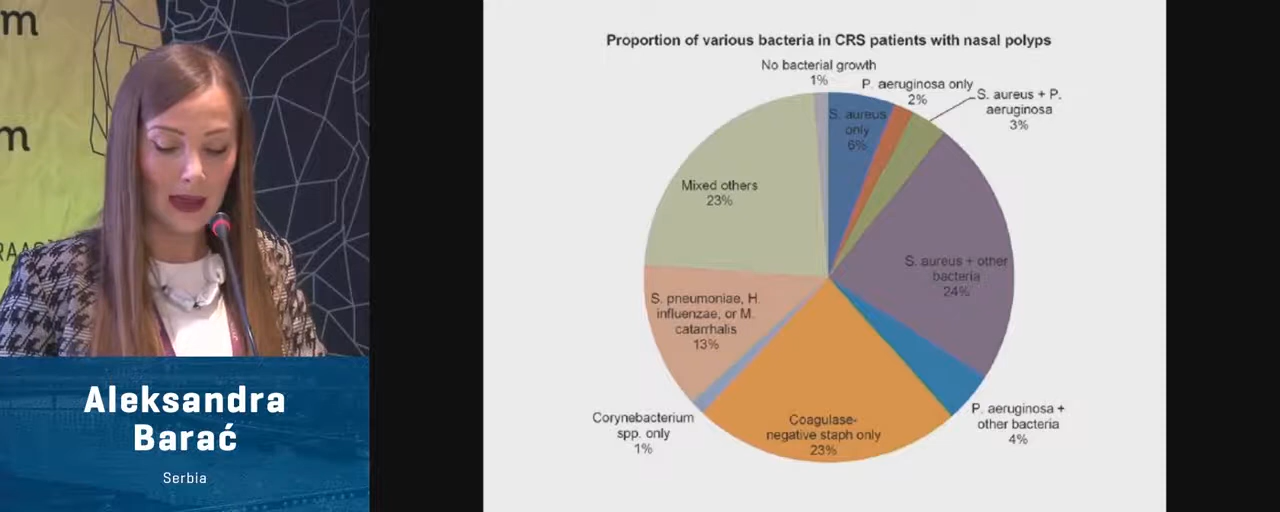 m
m
RAAS
Aleksandra
Barać
Serbia
Proportion of various bacteria in CRS patients with nasal polyps
No bacterial growth
1%
P. aeruginosa only
2%
S. aureus + P.
aeruginosa
3%
S. aureus
only
6%
Mixed others
23%
S. aureus + other
bacteria
24%
S. pneumoniae, H.
influenzae, or M.
catarrhalis
13%
P. aeruginosa +
other bacteria
4%
Corynebacterium
spp. only
1%
Coagulase-
negative staph only
23%